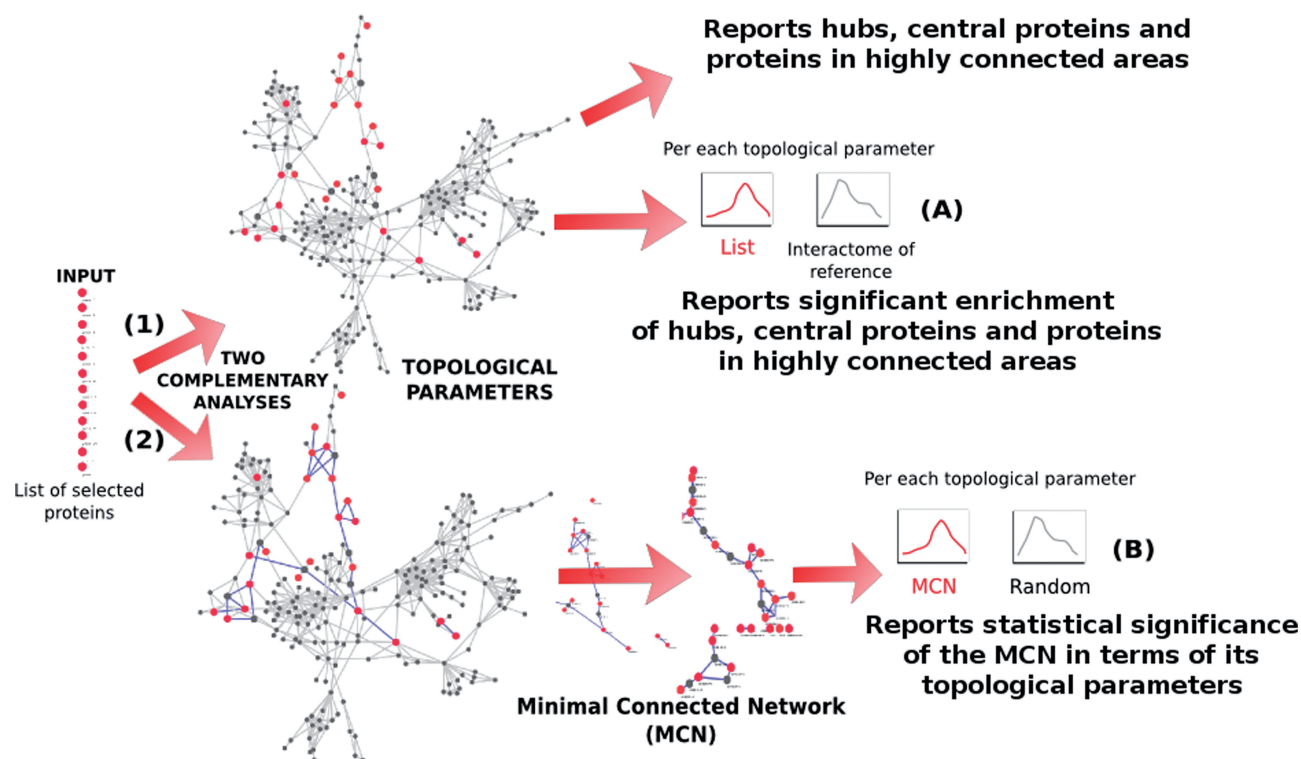 Reports hubs, central proteins and
proteins in highly connected areas
Per each topological parameter
(A)
List
Interactome of
reference
Reports significant enrichment
of hubs, central proteins and proteins
in highly connected areas
INPUT
(1)
TWO
COMPLEMENTARY
ANALYSES
TOPOLOGICAL
PARAMETERS
(2)
List of selected
proteins
Per each topological parameter
(B)
MCN
Random
Reports statistical significance
of the MCN in terms of its
topological parameters
Minimal Connected Network
(MCN)